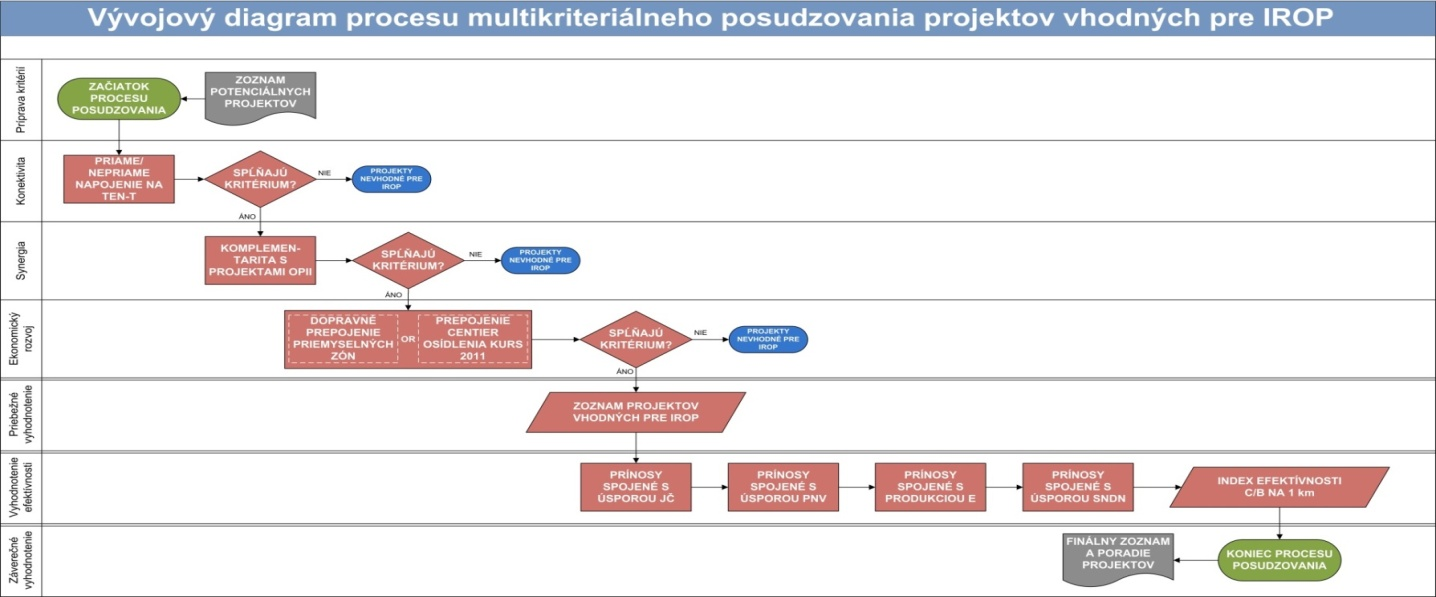 Vývojový diagram procesu multikriteriálneho posudzovania projektov vhodných pre IROP
Príprava kritérií
ZAČIATOK
PROCESU
POSUDZOVANIA
ZOZNAM
POTENCIÁLNYCH
PROJEKTOV
Konektivita
PRIAME/
NEPRIAME
NAPOJENIE NA
TEN-T
SPĹŇAJÚ
KRITÉRIUM?
NIE
PROJEKTY
NEVHODNÉ PRE
IROP
ÁNO
Synergia
KOMPLEMEN-
TARITA S
PROJEKTAMI OPII
SPĹŇAJÚ
KRITÉRIUM?
NIE
PROJEKTY
NEVHODNÉ PRE
IROP
ÁNO
Ekonomický
rozvoj
DOPRAVNÉ
PREPOJENIE
PRIEMYSELNÝCH
ZÓN
OR
PREPOJENIE
CENTIER
OSÍDLENIA KURS
2011
SPĹŇAJÚ
KRITÉRIUM?
NIE
PROJEKTY
NEVHODNÉ PRE
IROP
ÁNO
Priebežné
vyhodnotenie
ZOZNAM PROJEKTOV
VHODNÝCH PRE IROP
Vyhodnotenie
efektívnosti
PRÍNOSY
SPOJENÉ S
ÚSPOROU JČ
PRÍNOSY
SPOJENÉ S
ÚSPOROU PNV
PRÍNOSY
SPOJENÉ S
PRODUKCIOU E
PRÍNOSY
SPOJENÉ S
ÚSPOROU SNDN
INDEX EFEKTÍVNOSTI
C/B NA 1 km
Záverečné
vyhodnotenie
FINÁLNY ZOZNAM
A PORADIE
PROJEKTOV
KONIEC PROCESU
POSUDZOVANIA